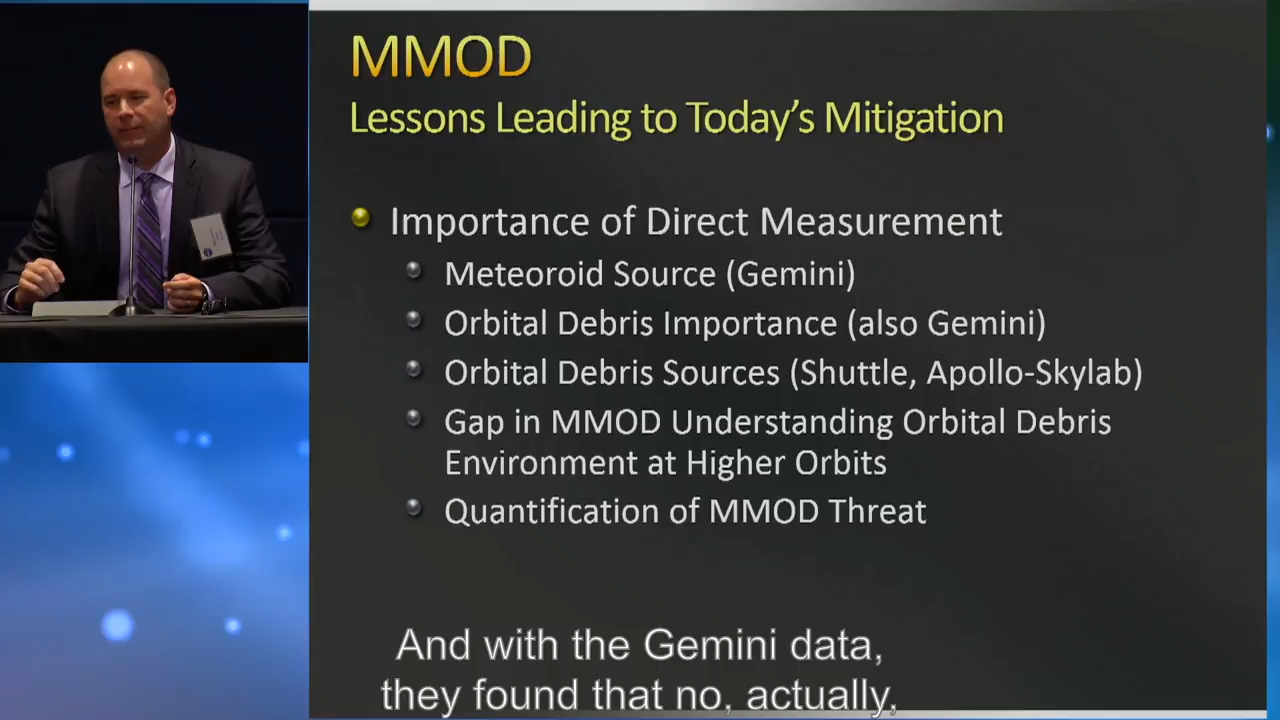 MMOD
Lessons Leading to Today's Mitigation
Importance of Direct Measurement
Meteoroid Source (Gemini)
Orbital Debris Importance (also Gemini)
Orbital Debris Sources (Shuttle, Apollo-Skylab)
Gap in MMOD Understanding Orbital Debris
Environment at Higher Orbits
Quantification of MMOD Threat
And with the Gemini data,
they found that no, actually,